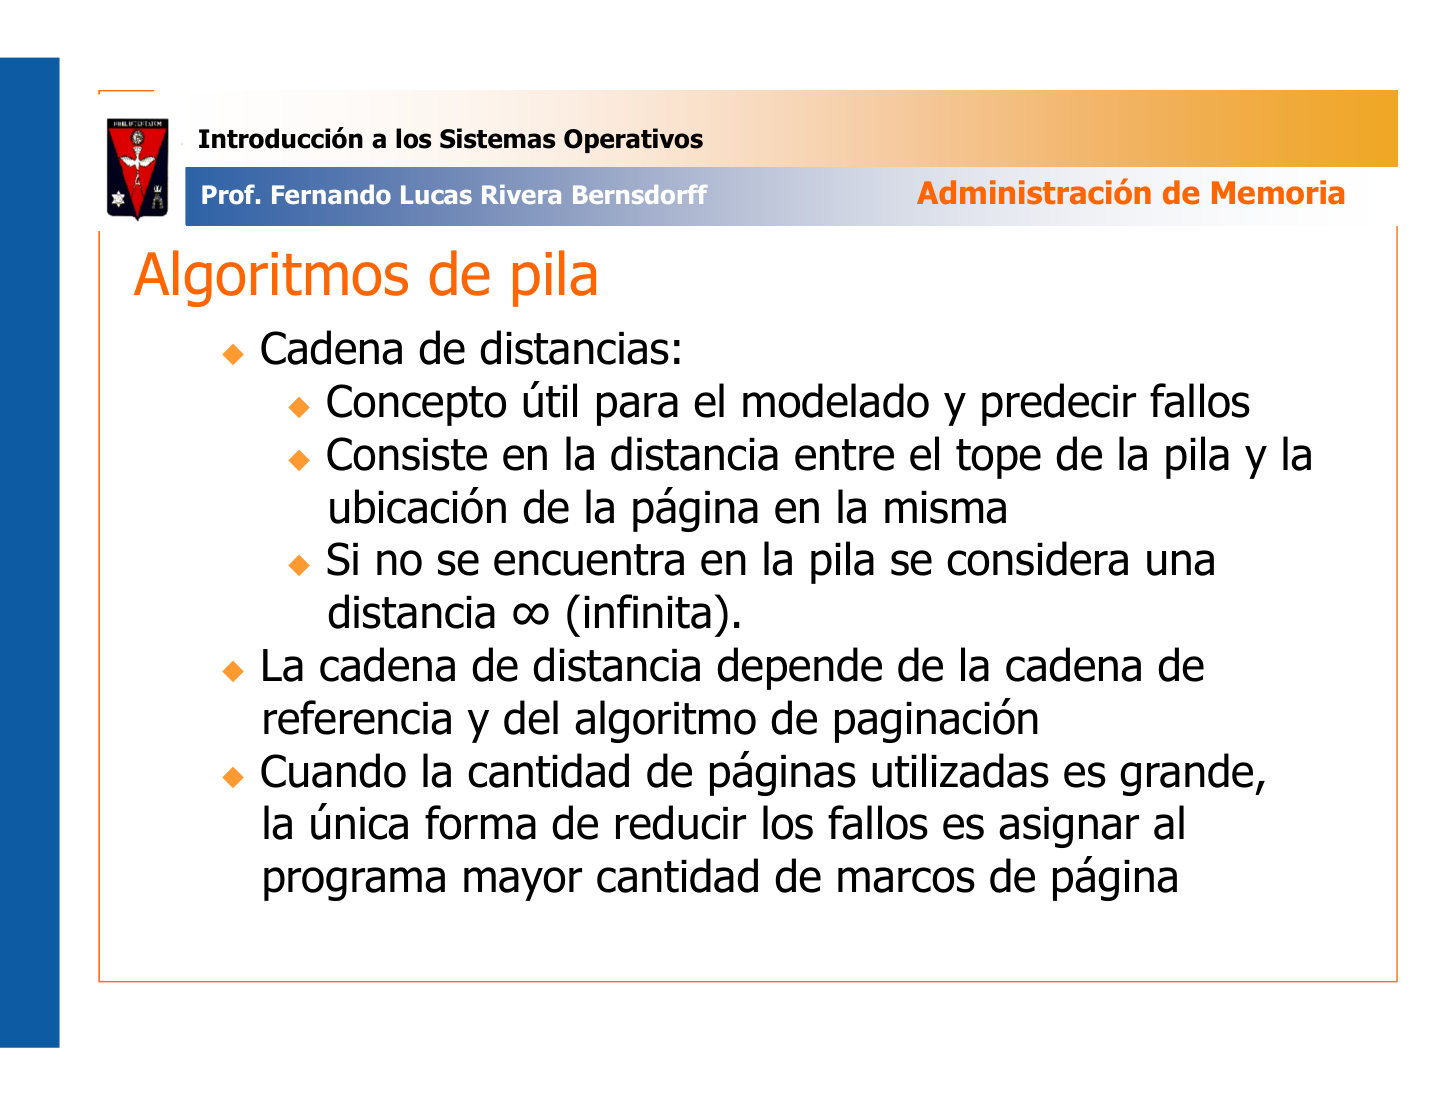 Introducción a los Sistemas Operativos
Prof. Fernando Lucas Rivera Bernsdorff
Administración de Memoria
Algoritmos de pila
Cadena de distancias:
Concepto útil para el modelado y predecir fallos
Consiste en la distancia entre el tope de la pila y la
ubicación de la página en la misma
Si no se encuentra en la pila se considera una
distancia ∞ (infinita).
La cadena de distancia depende de la cadena de
referencia y del algoritmo de paginación
Cuando la cantidad de páginas utilizadas es grande,
la única forma de reducir los fallos es asignar al
programa mayor cantidad de marcos de página